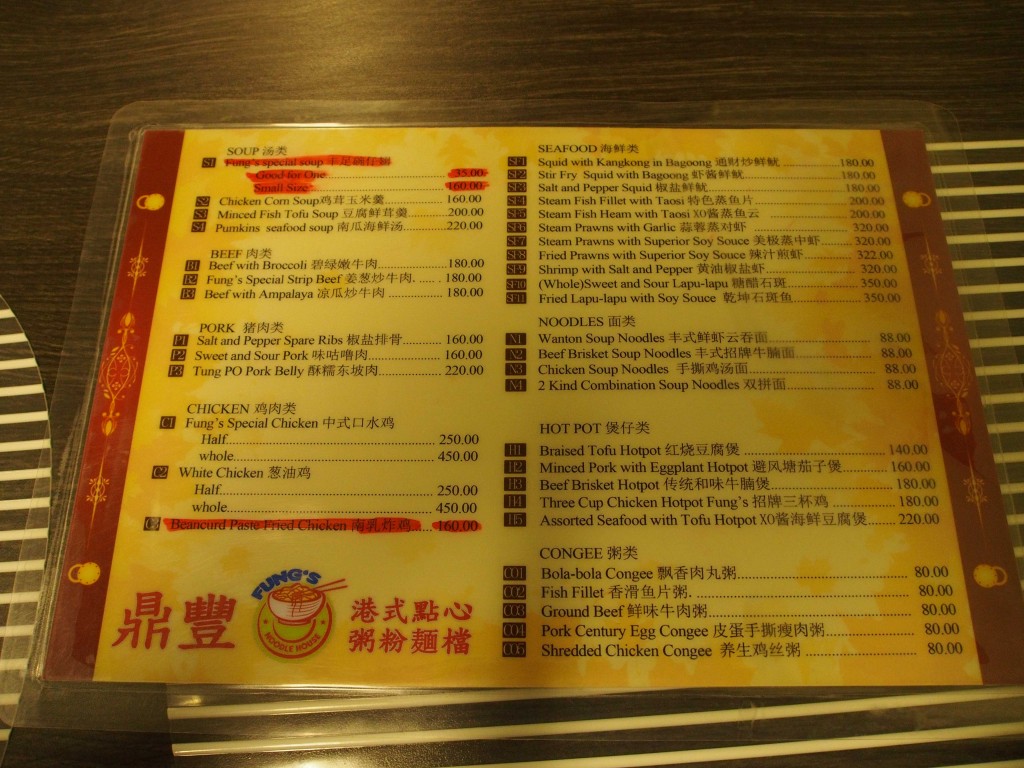 SOUP 汤类
S1 Fung's special soup 丰足碗仔翅
Good for One 35.00
Small Size 160.00
S2 Chicken Corn Soup鸡茸玉米羹 160.00
S3 Minced Fish Tofu Soup 豆腐鲜茸羹 200.00
S4 Pumkins seafood soup 南瓜海鲜汤 220.00
BEEF 肉类
B1 Beef with Broccoli 碧绿嫩牛肉 180.00
B2 Fung's Special Strip Beef 姜葱炒牛肉 180.00
B3 Beef with Ampalaya 凉瓜炒牛肉 180.00
PORK 猪肉类
P1 Salt and Pepper Spare Ribs 椒盐排骨 160.00
P2 Sweet and Sour Pork 味咕噜肉 160.00
P3 Tung PO Pork Belly 酥糯东坡肉 220.00
CHICKEN 鸡肉类
C1 Fung's Special Chicken 中式口水鸡
Half 250.00
whole 450.00
C2 White Chicken 葱油鸡
Half 250.00
whole 450.00
C3 Beancurd Paste Fried Chicken 南乳炸鸡 160.00
鼎豐
FUNG'S
NOODLE HOUSE
港式點心
粥粉麵檔
SEAFOOD 海鲜类
SF1 Squid with Kangkong in Bagoong 通财炒鲜鱿 180.00
SF2 Stir Fry Squid with Bagoong 虾酱鲜鱿 180.00
SF3 Salt and Pepper Squid 椒盐鲜鱿 180.00
SF4 Steam Fish Fillet with Taosi 特色蒸鱼片 200.00
SF5 Steam Fish Heam with Taosi XO酱蒸鱼云 200.00
SF6 Steam Prawns with Garlic 蒜蓉蒸对虾 320.00
SF7 Steam Prawns with Superior Soy Souce 美极蒸中虾 320.00
SF8 Fried Prawns with Superior Soy Souce 辣汁煎虾 322.00
SF9 Shrimp with Salt and Pepper 黄油椒盐虾 320.00
SF10 (Whole)Sweet and Sour Lapu-lapu 糖醋石斑 350.00
SF11 Fried Lapu-lapu with Soy Souce 乾坤石斑鱼 350.00
NOODLES 面类
N1 Wanton Soup Noodles 丰式鲜虾云吞面 88.00
N2 Beef Brisket Soup Noodles 丰式招牌牛腩面 88.00
N3 Chicken Soup Noodles 手撕鸡汤面 88.00
N4 2 Kind Combination Soup Noodles 双拼面 88.00
HOT POT 煲仔类
H1 Braised Tofu Hotpot 红烧豆腐煲 140.00
H2 Minced Pork with Eggplant Hotpot 避风塘茄子煲 160.00
H3 Beef Brisket Hotpot 传统和味牛腩煲 180.00
H4 Three Cup Chicken Hotpot Fung's 招牌三杯鸡 180.00
H5 Assorted Seafood with Tofu Hotpot XO酱海鲜豆腐煲 220.00
CONGEE 粥类
CO1 Bola-bola Congee 飘香肉丸粥 80.00
CO2 Fish Fillet 香滑鱼片粥 80.00
CO3 Ground Beef 鲜味牛肉粥 80.00
CO4 Pork Century Egg Congee 皮蛋手撕瘦肉粥 80.00
CO5 Shredded Chicken Congee 养生鸡丝粥 80.00